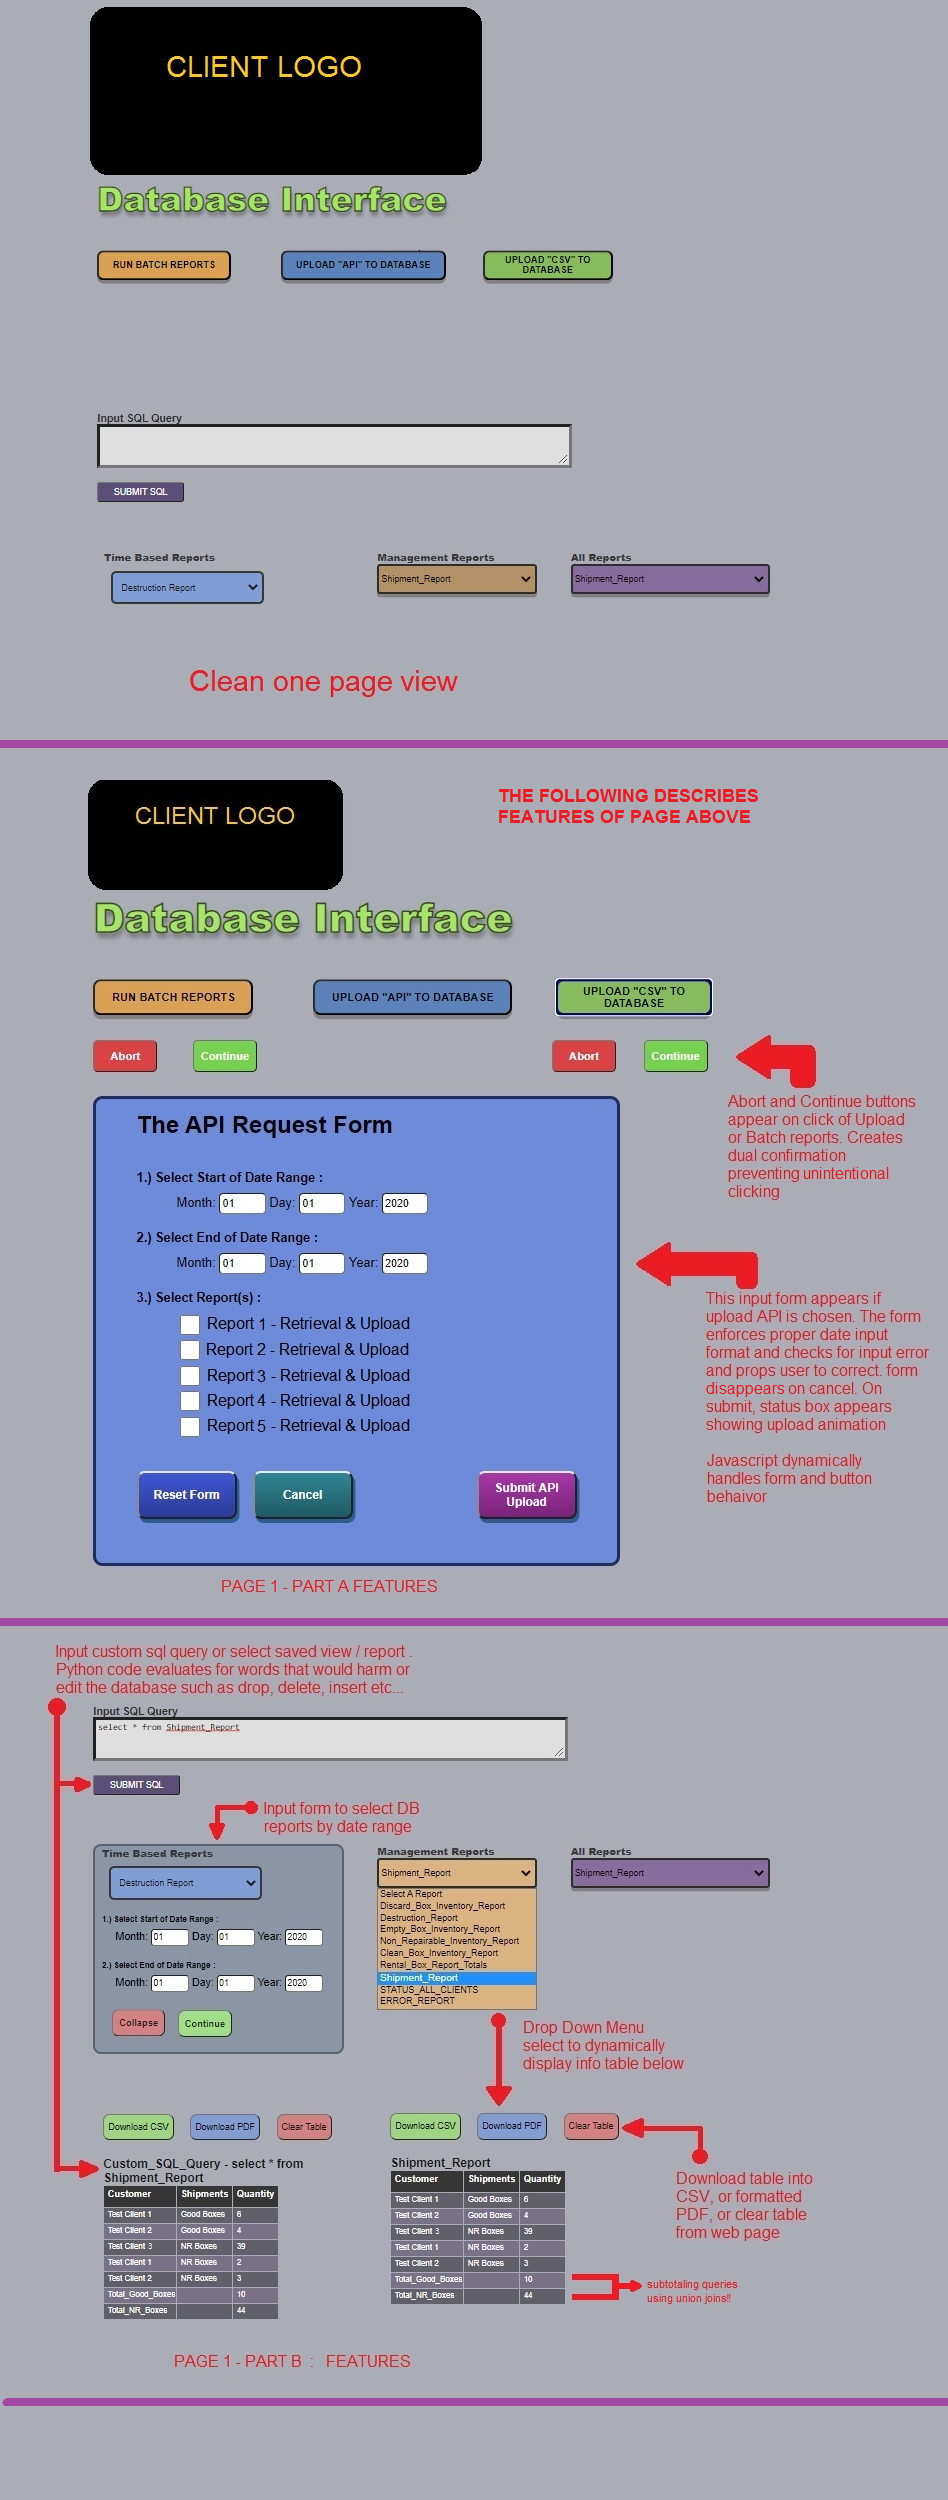 CLIENT LOGO
Database Interface
RUN BATCH REPORTS
UPLOAD "API" TO DATABASE
UPLOAD "CSV" TO
DATABASE
Input SQL Query
SUBMIT SQL
Time Based Reports
Management Reports
All Reports
Destruction Report
Shipment_Report
Shipment_Report
Clean one page view
CLIENT LOGO
THE FOLLOWING DESCRIBES
FEATURES OF PAGE ABOVE
Database Interface
RUN BATCH REPORTS
UPLOAD "API" TO DATABASE
UPLOAD "CSV" TO
DATABASE
Abort
Continue
Abort
Continue
Abort and Continue buttons
appear on click of Upload
or Batch reports. Creates
dual confirmation
preventing unintentional
clicking
The API Request Form
1.) Select Start of Date Range :
Month: 01 Day: 01 Year: 2020
2.) Select End of Date Range :
Month: 01 Day: 01 Year: 2020
3.) Select Report(s) :
Report 1 - Retrieval & Upload
Report 2 - Retrieval & Upload
Report 3 - Retrieval & Upload
Report 4 - Retrieval & Upload
Report 5 - Retrieval & Upload
Reset Form
Cancel
Submit API
Upload
This input form appears if
upload API is chosen. The form
enforces proper date input
format and checks for input error
and props user to correct. form
disappears on cancel. On
submit, status box appears
showing upload animation
Javascript dynamically
handles form and button
behaivor
PAGE 1 - PART A FEATURES
Input custom sql query or select saved view / report .
Python code evaluates for words that would harm or
edit the database such as drop, delete, insert etc...
Input SQL Query
select * from Shipment_Report
SUBMIT SQL
Input form to select DB
reports by date range
Time Based Reports
Destruction Report
1.) Select Start of Date Range :
Month: 01 Day: 01 Year: 2020
2.) Select End of Date Range :
Month: 01 Day: 01 Year: 2020
Collapse
Continue
Management Reports
Shipment_Report
Select A Report
Discard_Box_Inventory_Report
Destruction_Report
Empty_Box_Inventory_Report
Non_Repairable_Inventory_Report
Clean_Box_Inventory_Report
Rental_Box_Report_Totals
Shipment_Report
STATUS_ALL_CLIENTS
ERROR_REPORT
All Reports
Shipment_Report
Drop Down Menu
select to dynamically
display info table below
Download CSV
Download PDF
Clear Table
Download CSV
Download PDF
Clear Table
Custom_SQL_Query - select * from
Shipment_Report
Customer Shipments Quantity
Test Client 1 Good Boxes 6
Test Client 2 Good Boxes 4
Test Client 3 NR Boxes 39
Test Client 1 NR Boxes 2
Test Client 2 NR Boxes 3
Total_Good_Boxes 10
Total_NR_Boxes 44
Shipment_Report
Customer Shipments Quantity
Test Client 1 Good Boxes 6
Test Client 2 Good Boxes 4
Test Client 3 NR Boxes 39
Test Client 1 NR Boxes 2
Test Client 2 NR Boxes 3
Total_Good_Boxes 10
Total_NR_Boxes 44
Download table into
CSV, or formatted
PDF, or clear table
from web page
subtotaling queries
using union joins!!
PAGE 1 - PART B : FEATURES